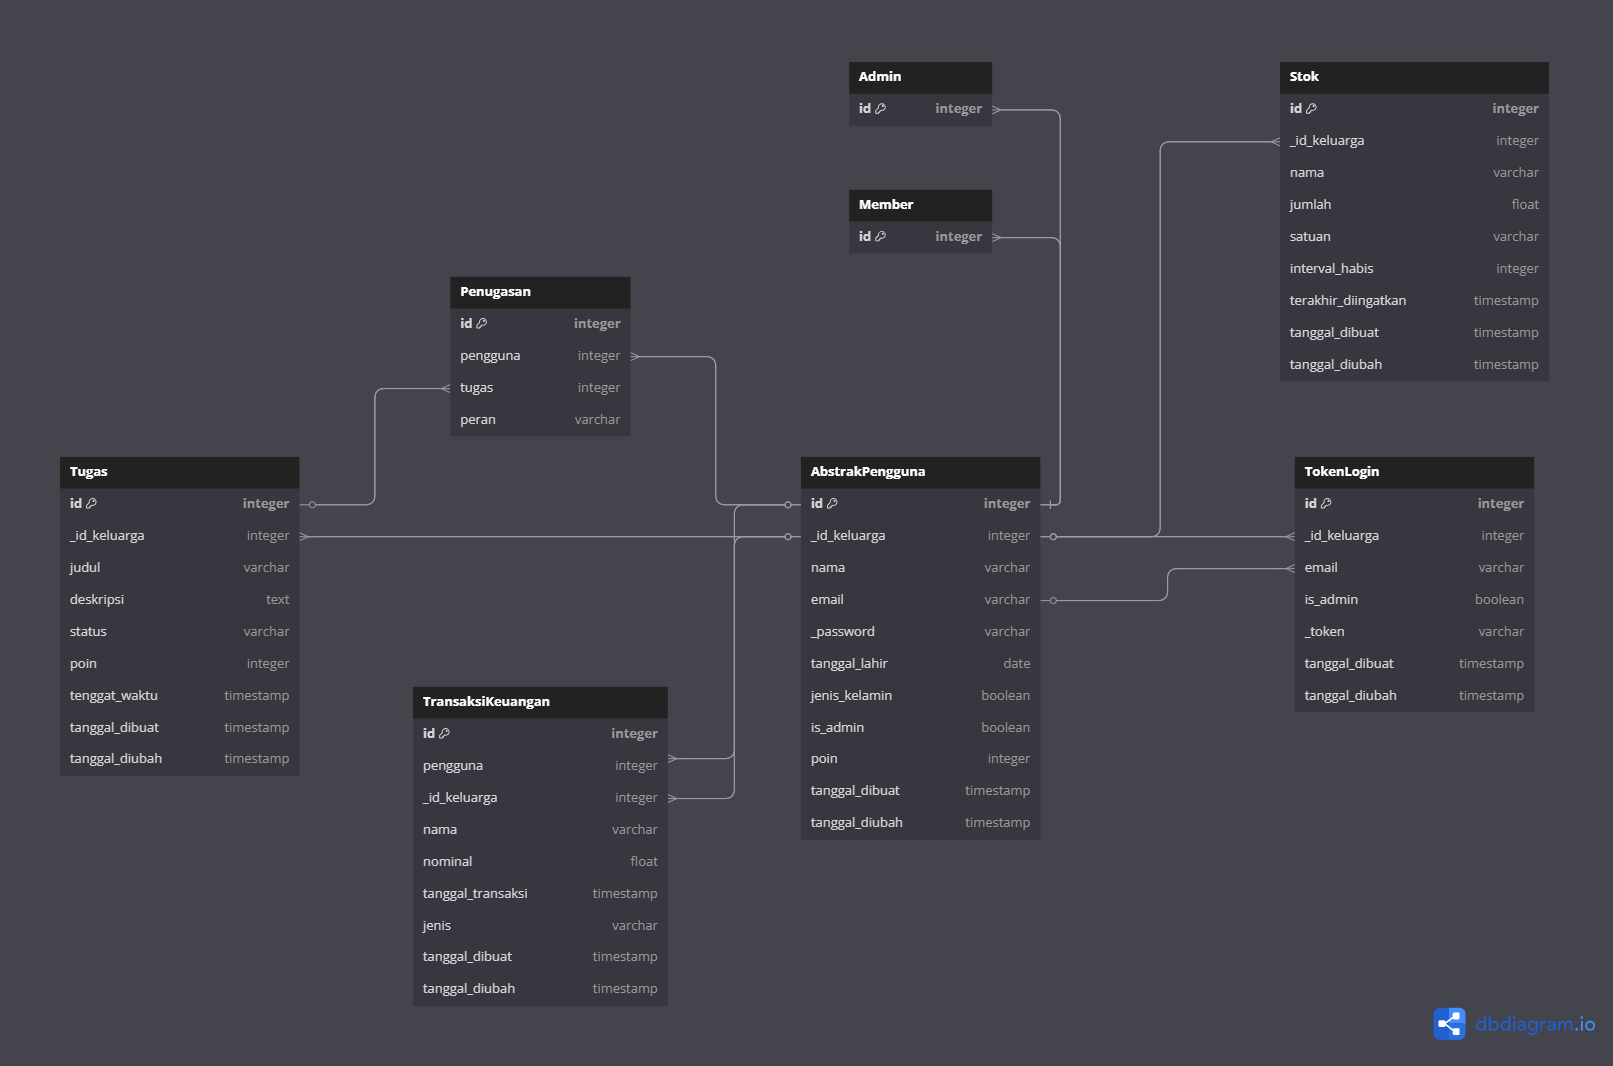 Admin
id integer
Member
id integer
Stok
id integer
_id_keluarga integer
nama varchar
jumlah float
satuan varchar
interval_habis integer
terakhir_diingatkan timestamp
tanggal_dibuat timestamp
tanggal_diubah timestamp
Penugasan
id integer
pengguna integer
tugas integer
peran varchar
Tugas
id integer
_id_keluarga integer
judul varchar
deskripsi text
status varchar
poin integer
tenggat_waktu timestamp
tanggal_dibuat timestamp
tanggal_diubah timestamp
AbstrakPengguna
id integer
_id_keluarga integer
nama varchar
email varchar
_password varchar
tanggal_lahir date
jenis_kelamin boolean
is_admin boolean
poin integer
tanggal_dibuat timestamp
tanggal_diubah timestamp
TokenLogin
id integer
_id_keluarga integer
email varchar
is_admin boolean
_token varchar
tanggal_dibuat timestamp
tanggal_diubah timestamp
TransaksiKeuangan
id integer
pengguna integer
_id_keluarga integer
nama varchar
nominal float
tanggal_transaksi timestamp
jenis varchar
tanggal_dibuat timestamp
tanggal_diubah timestamp
dbdiagram.io